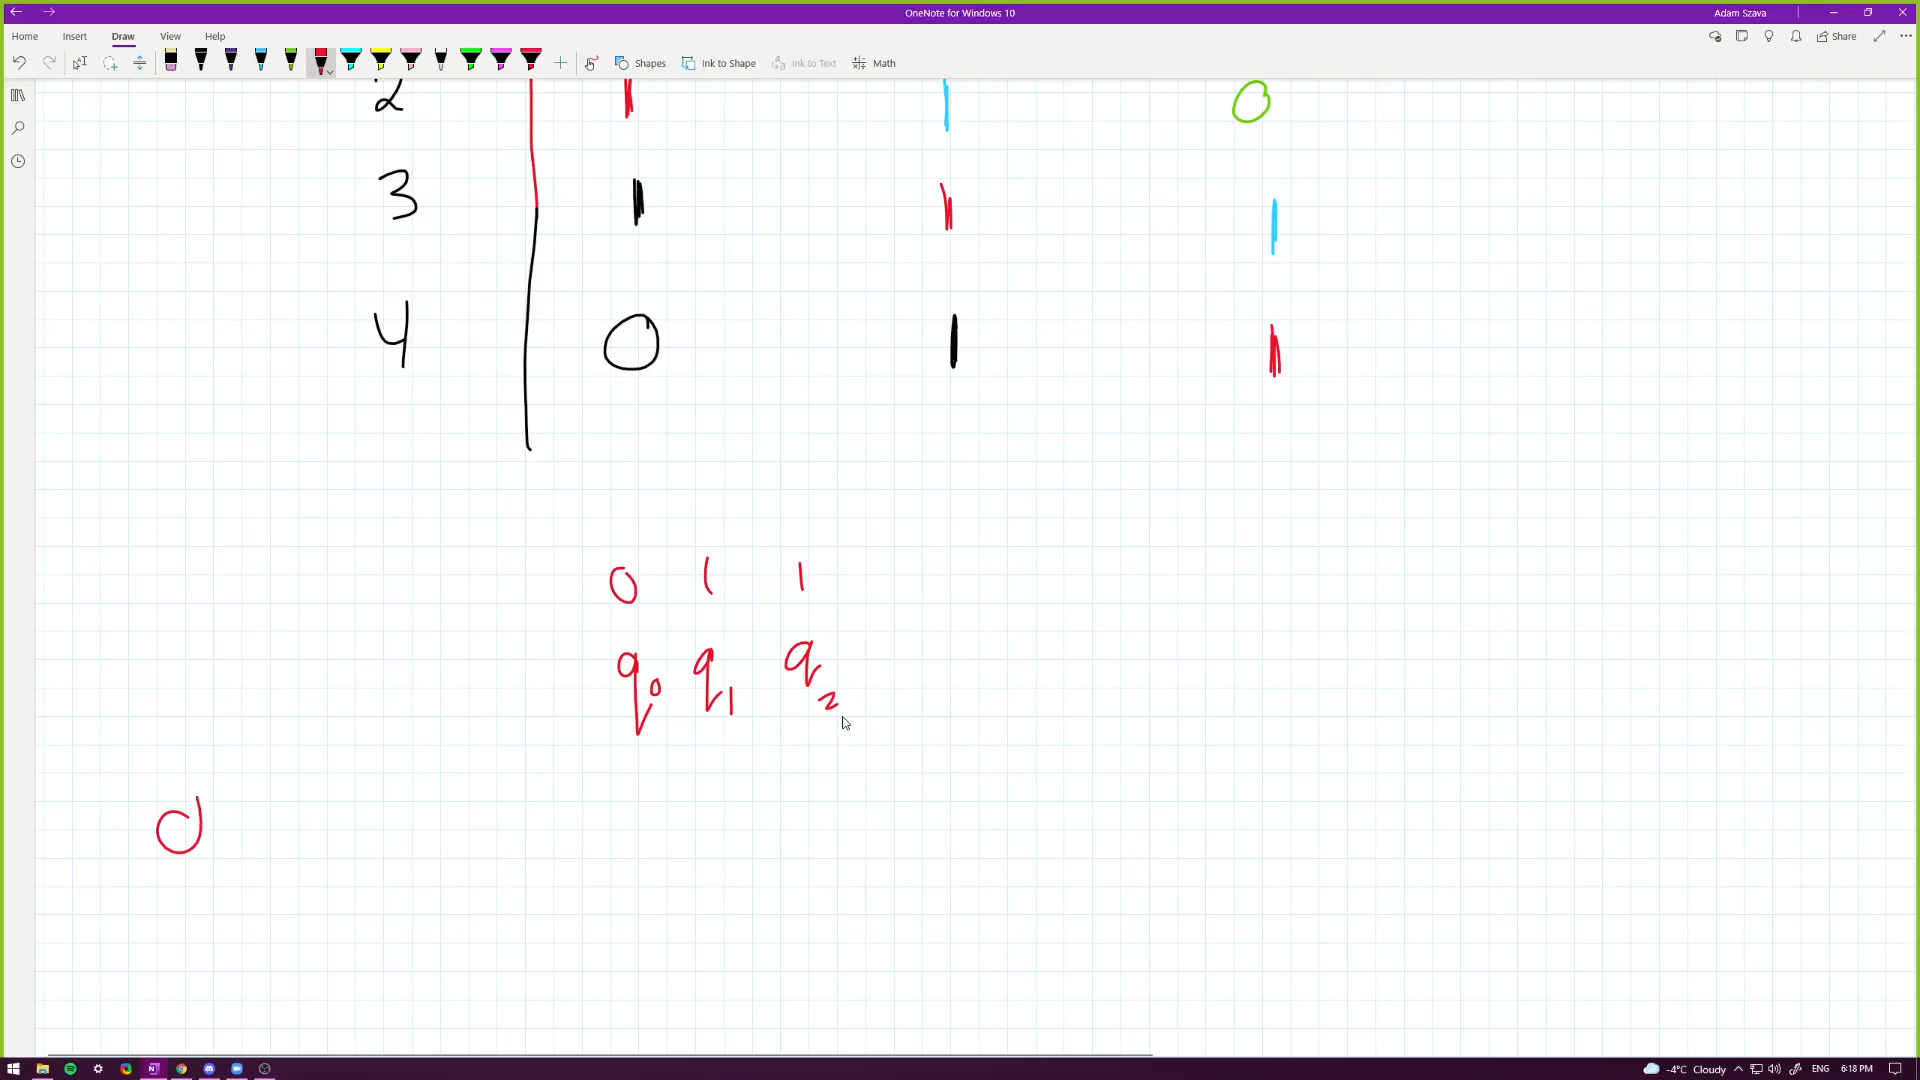 OneNote for Windows 10
Adam Szava
Home Insert Draw View Help
Share
Shapes Ink to Shape Ink to Text Math
2 1 1 0
3 1 1 1
4 0 1 1
0 1 1
q0 q1 q2
d
-4°C Cloudy ENG 6:18 PM